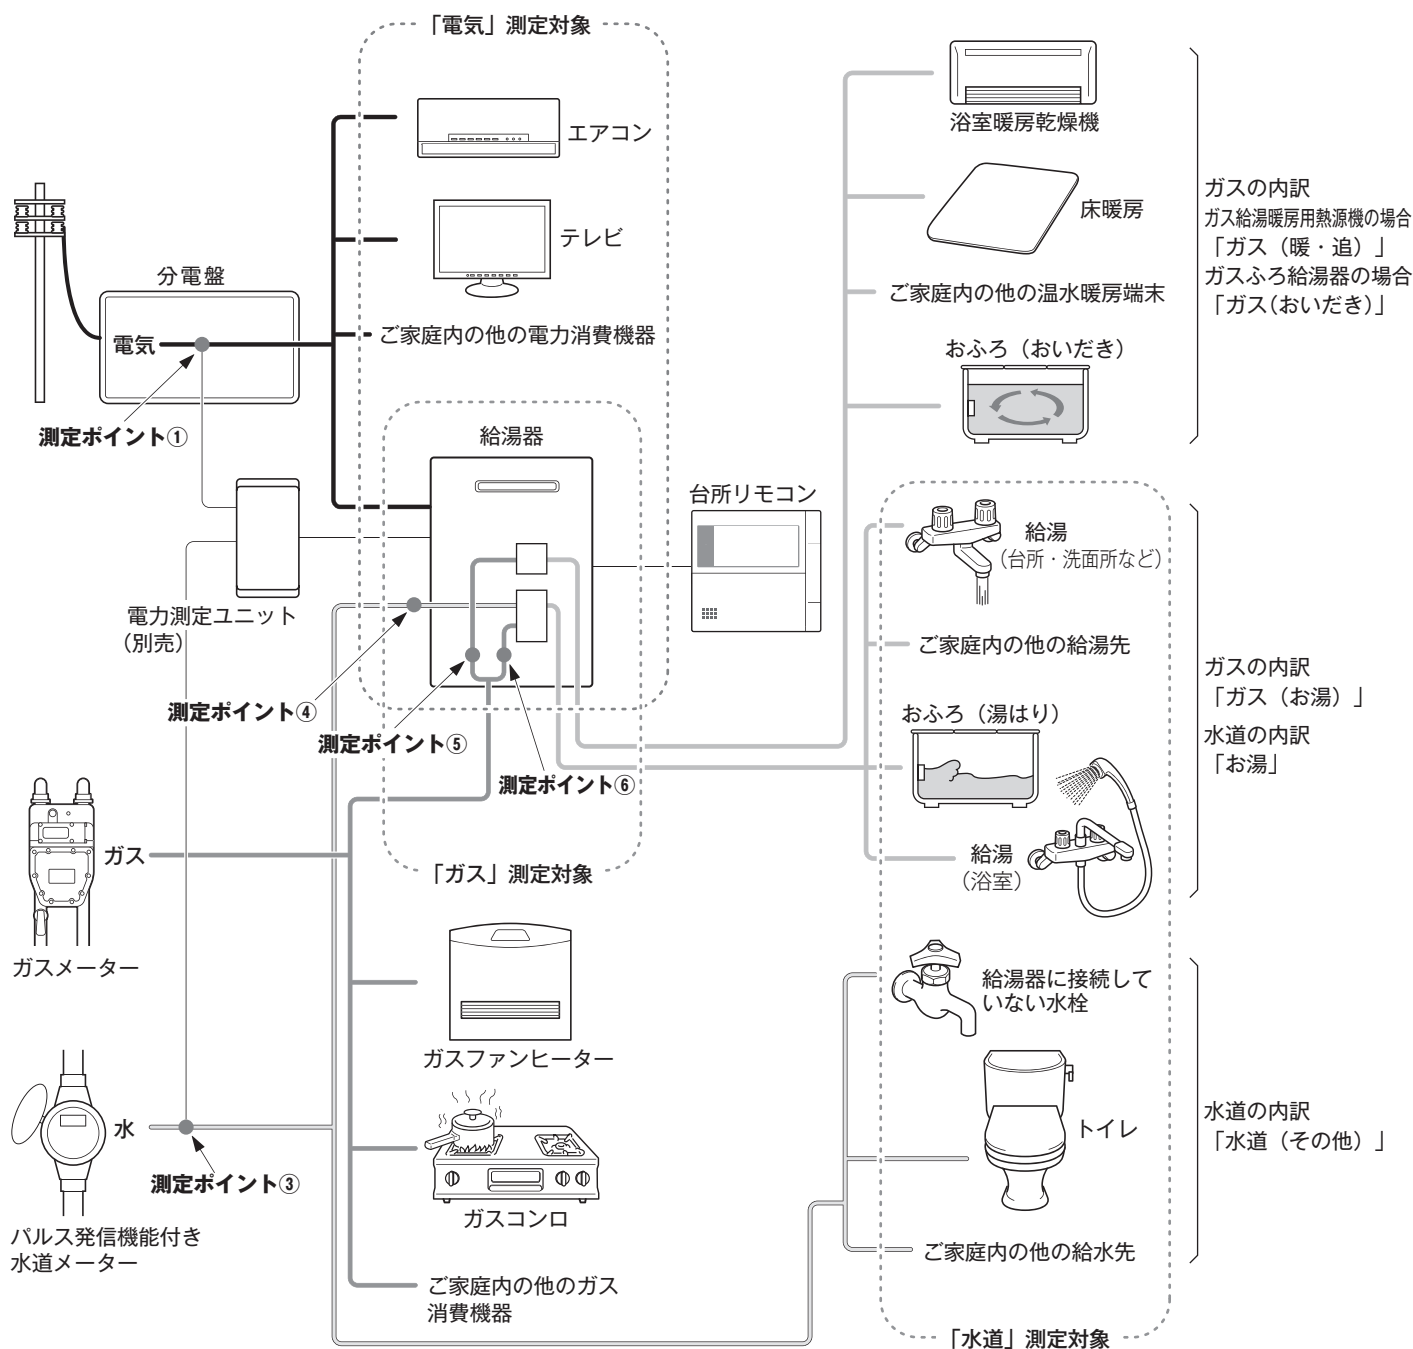 「電気」測定対象
エアコン
テレビ
ご家庭内の他の電力消費機器
分電盤
電気
測定ポイント①
給湯器
台所リモコン
電力測定ユニット
（別売）
測定ポイント④
測定ポイント⑤
測定ポイント⑥
ガス
ガスメーター
「ガス」測定対象
ガスファンヒーター
ガスコンロ
ご家庭内の他のガス
消費機器
水
測定ポイント③
パルス発信機能付き
水道メーター
浴室暖房乾燥機
床暖房
ご家庭内の他の温水暖房端末
おふろ（おいだき）
ガスの内訳
ガス給湯暖房用熱源機の場合
「ガス（暖・追）」
ガスふろ給湯器の場合
「ガス（おいだき）」
給湯
（台所・洗面所など）
ご家庭内の他の給湯先
おふろ（湯はり）
給湯
（浴室）
ガスの内訳
「ガス（お湯）」
水道の内訳
「お湯」
給湯器に接続して
いない水栓
トイレ
ご家庭内の他の給水先
水道の内訳
「水道（その他）」
「水道」測定対象